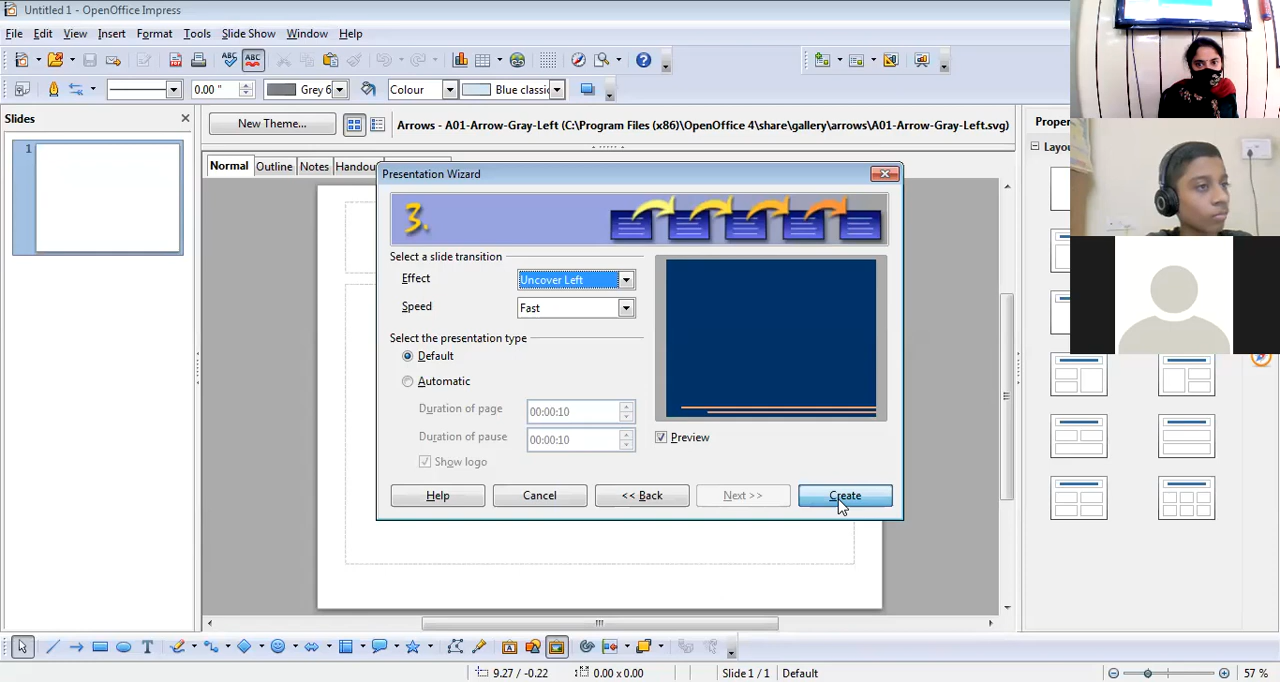 Untitled 1 - OpenOffice Impress
File Edit View Insert Format Tools Slide Show Window Help
0.00 " Grey 6 Colour Blue classic
Slides
New Theme...
Arrows - A01-Arrow-Gray-Left (C:\Program Files (x86)\OpenOffice 4\share\gallery\arrows\A01-Arrow-Gray-Left.svg)
Proper
Layou
Normal Outline Notes Handou
1
Presentation Wizard
3.
Select a slide transition
Effect Uncover Left
Speed Fast
Select the presentation type
Default
Automatic
Duration of page 00:00:10
Duration of pause 00:00:10
Show logo
Preview
Help Cancel << Back Next >> Create
9.27 / -0.22 0.00 x 0.00 Slide 1 / 1 Default 57 %